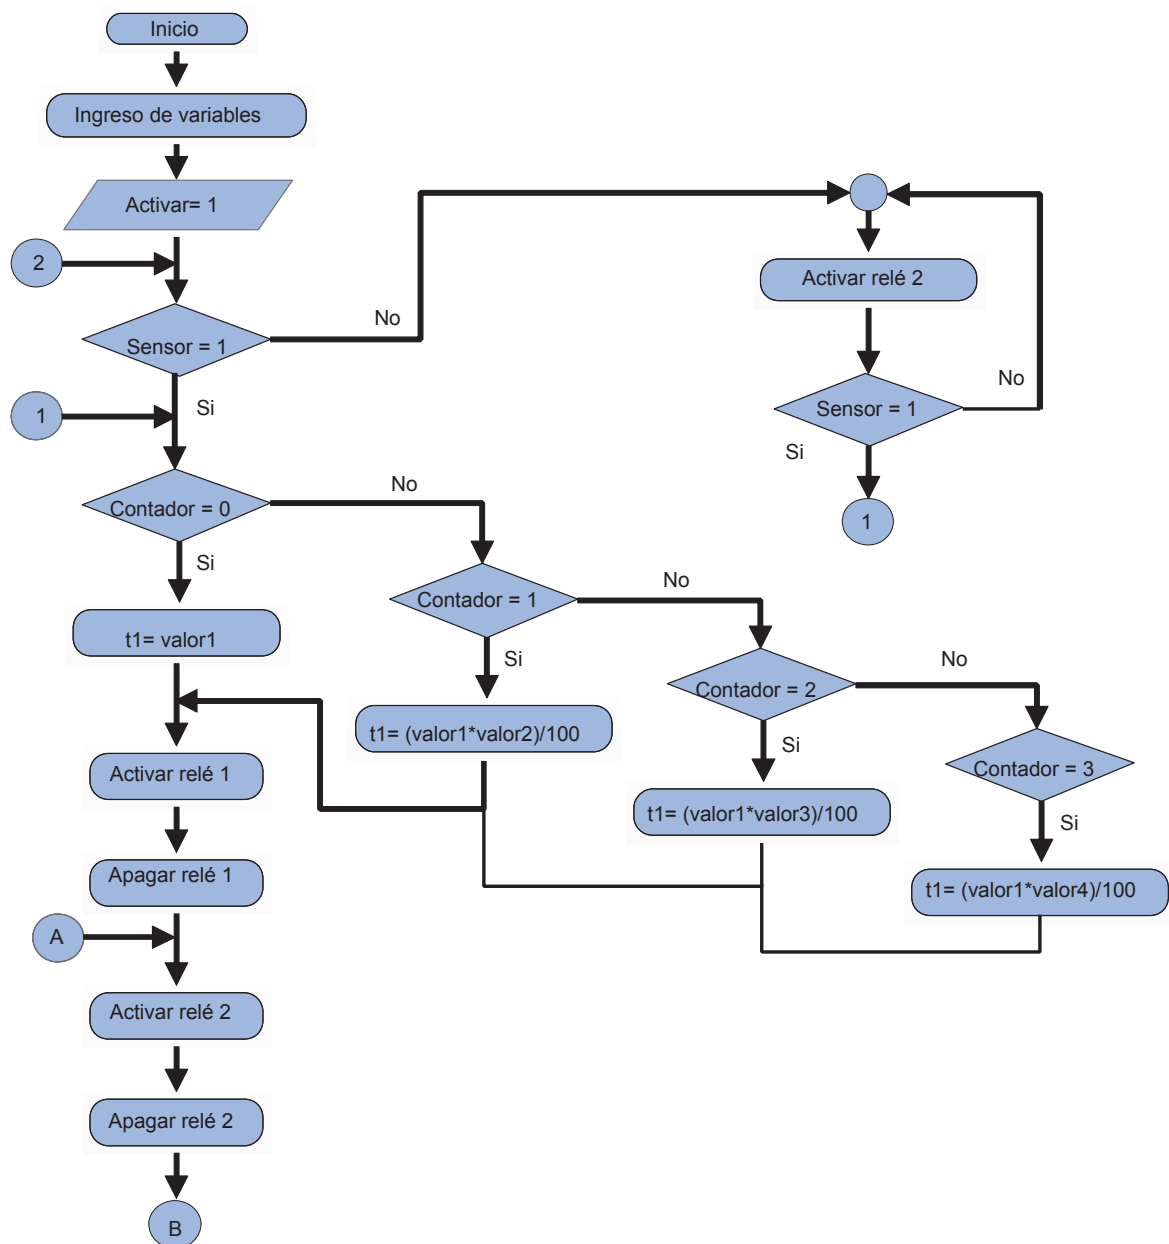 Inicio
Ingreso de variables
Activar= 1
2
No
Activar relé 2
Sensor = 1
No
Sensor = 1
1
Si
Si
Contador = 0
No
1
Si
Contador = 1
No
t1= valor1
Si
Contador = 2
No
t1= (valor1*valor2)/100
Si
Contador = 3
Activar relé 1
t1= (valor1*valor3)/100
Si
Apagar relé 1
t1= (valor1*valor4)/100
A
Activar relé 2
Apagar relé 2
B